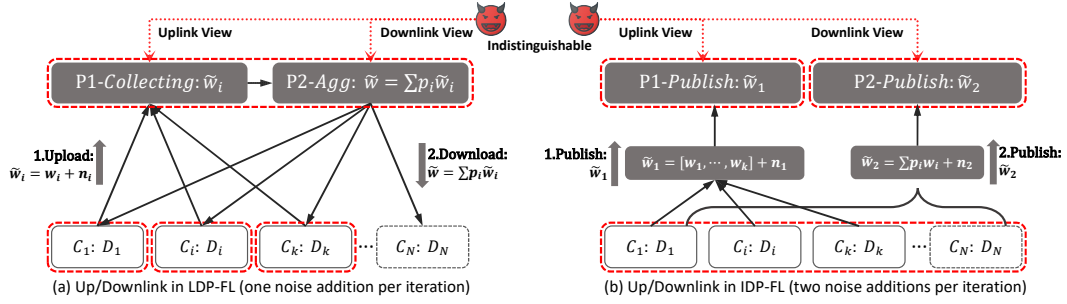 Uplink View
Downlink View
Indistinguishable
Uplink View
Downlink View
P1-Collecting: w̃ᵢ
P2-Agg: w̃ = ∑pᵢw̃ᵢ
P1-Publish: w̃₁
P2-Publish: w̃₂
1.Upload:
w̃ᵢ = wᵢ + nᵢ
2.Download:
w̃ = ∑pᵢw̃ᵢ
1.Publish:
w̃₁
w̃₁ = [w₁, ⋯, wₖ] + n₁
w̃₂ = ∑pᵢwᵢ + n₂
2.Publish:
w̃₂
C₁: D₁
Cᵢ: Dᵢ
Cₖ: Dₖ
⋯
C_N: D_N
C₁: D₁
Cᵢ: Dᵢ
Cₖ: Dₖ
⋯
C_N: D_N
(a) Up/Downlink in LDP-FL (one noise addition per iteration)
(b) Up/Downlink in IDP-FL (two noise additions per iteration)